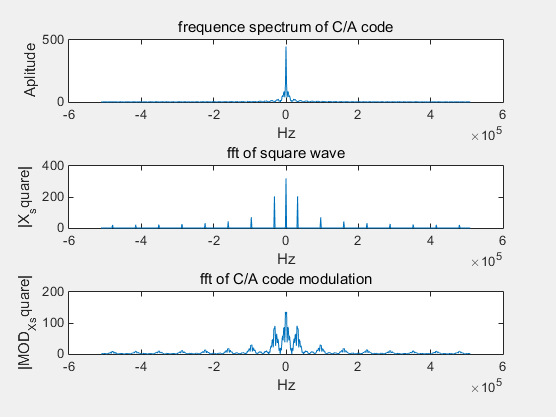 frequence spectrum of C/A code
500
0
Aplitude
-6 -4 -2 0 2 4 6
Hz
×10^5
fft of square wave
400
200
0
|X_s quare|
-6 -4 -2 0 2 4 6
Hz
×10^5
fft of C/A code modulation
200
100
0
|MOD_Xs quare|
-6 -4 -2 0 2 4 6
Hz
×10^5